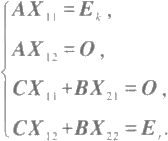 AX₁₁ = Eₖ,
AX₁₂ = O,
CX₁₁ + BX₂₁ = O,
CX₁₂ + BX₂₂ = Eᵣ.